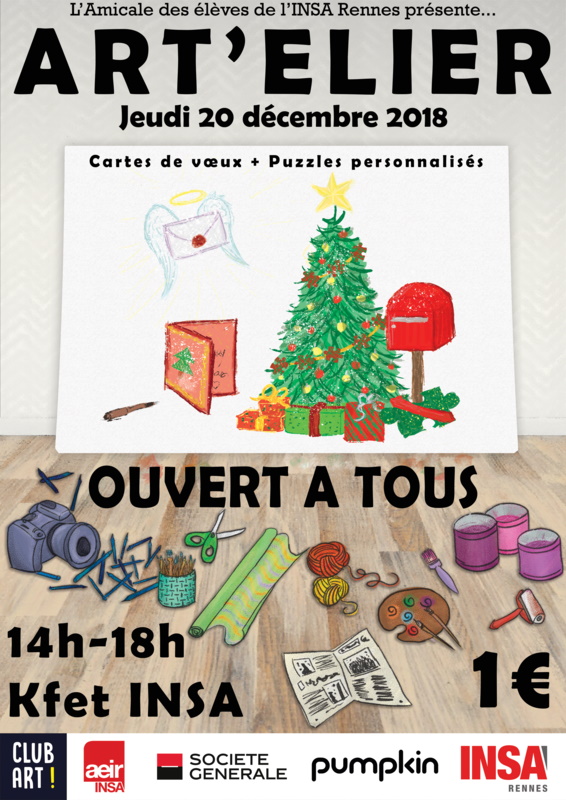 L'Amicale des élèves de l'INSA Rennes présente...
ART'ELIER
Jeudi 20 décembre 2018
Cartes de vœux + Puzzles personnalisés
OUVERT A TOUS
14h-18h
Kfet INSA
1€
CLUB
ART !
aeir
INSA
SOCIETE
GENERALE
pumpkin
INSA
RENNES